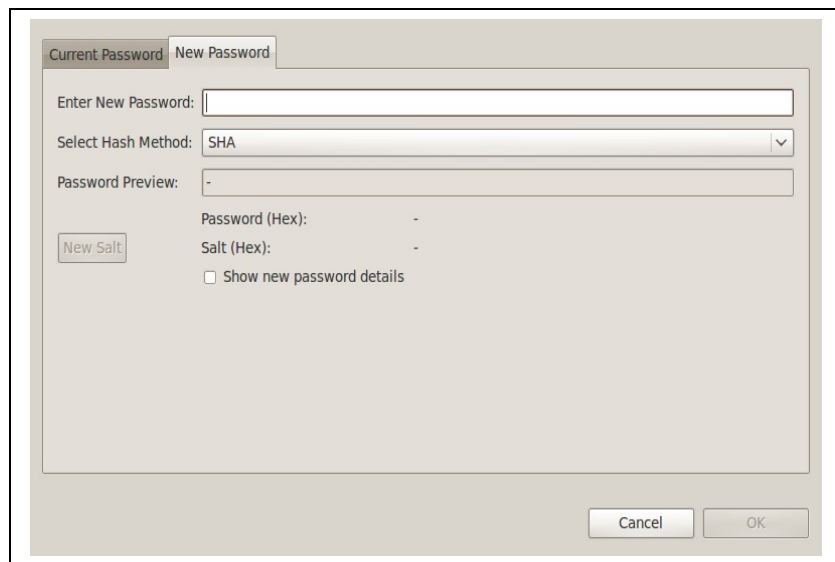 Current Password New Password
Enter New Password:
Select Hash Method: SHA
Password Preview: -
Password (Hex): -
New Salt
Salt (Hex): -
Show new password details
Cancel OK